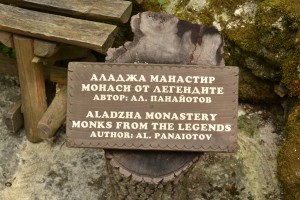 АЛАДЖА МАНАСТИР
МОНАСИ ОТ ЛЕГЕНДИТЕ
АВТОР: АЛ. ПАНАЙОТОВ
ALADZHA MONASTERY
MONKS FROM THE LEGENDS
AUTHOR: AL. PANAIOTOV